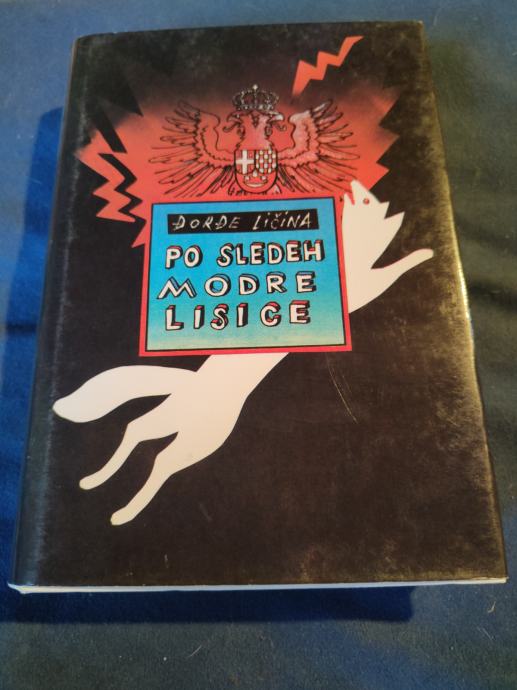 ĐORĐE LIČINA
PO SLEDEH
MODRE
LISICE